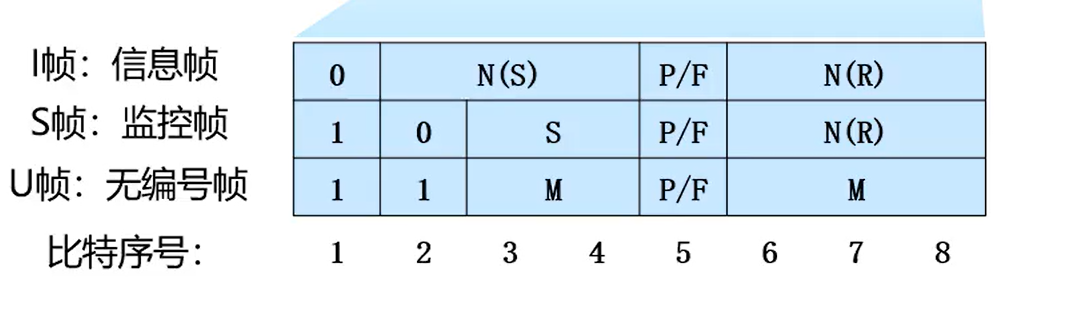 I帧：信息帧 0 N(S) P/F N(R)
S帧：监控帧 1 0 S P/F N(R)
U帧：无编号帧 1 1 M P/F M
比特序号： 1 2 3 4 5 6 7 8